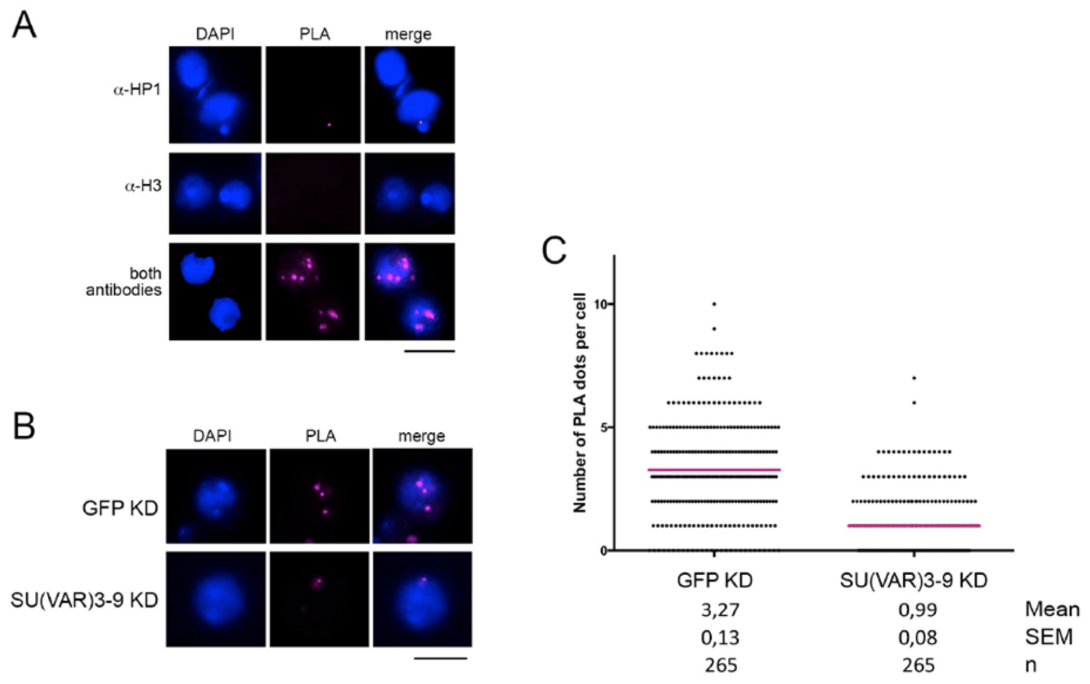 A
DAPI PLA merge
α-HP1
α-H3
both
antibodies
B
DAPI PLA merge
GFP KD
SU(VAR)3-9 KD
C
Number of PLA dots per cell
10
5
0
GFP KD SU(VAR)3-9 KD
3,27 0,99 Mean
0,13 0,08 SEM
265 265 n